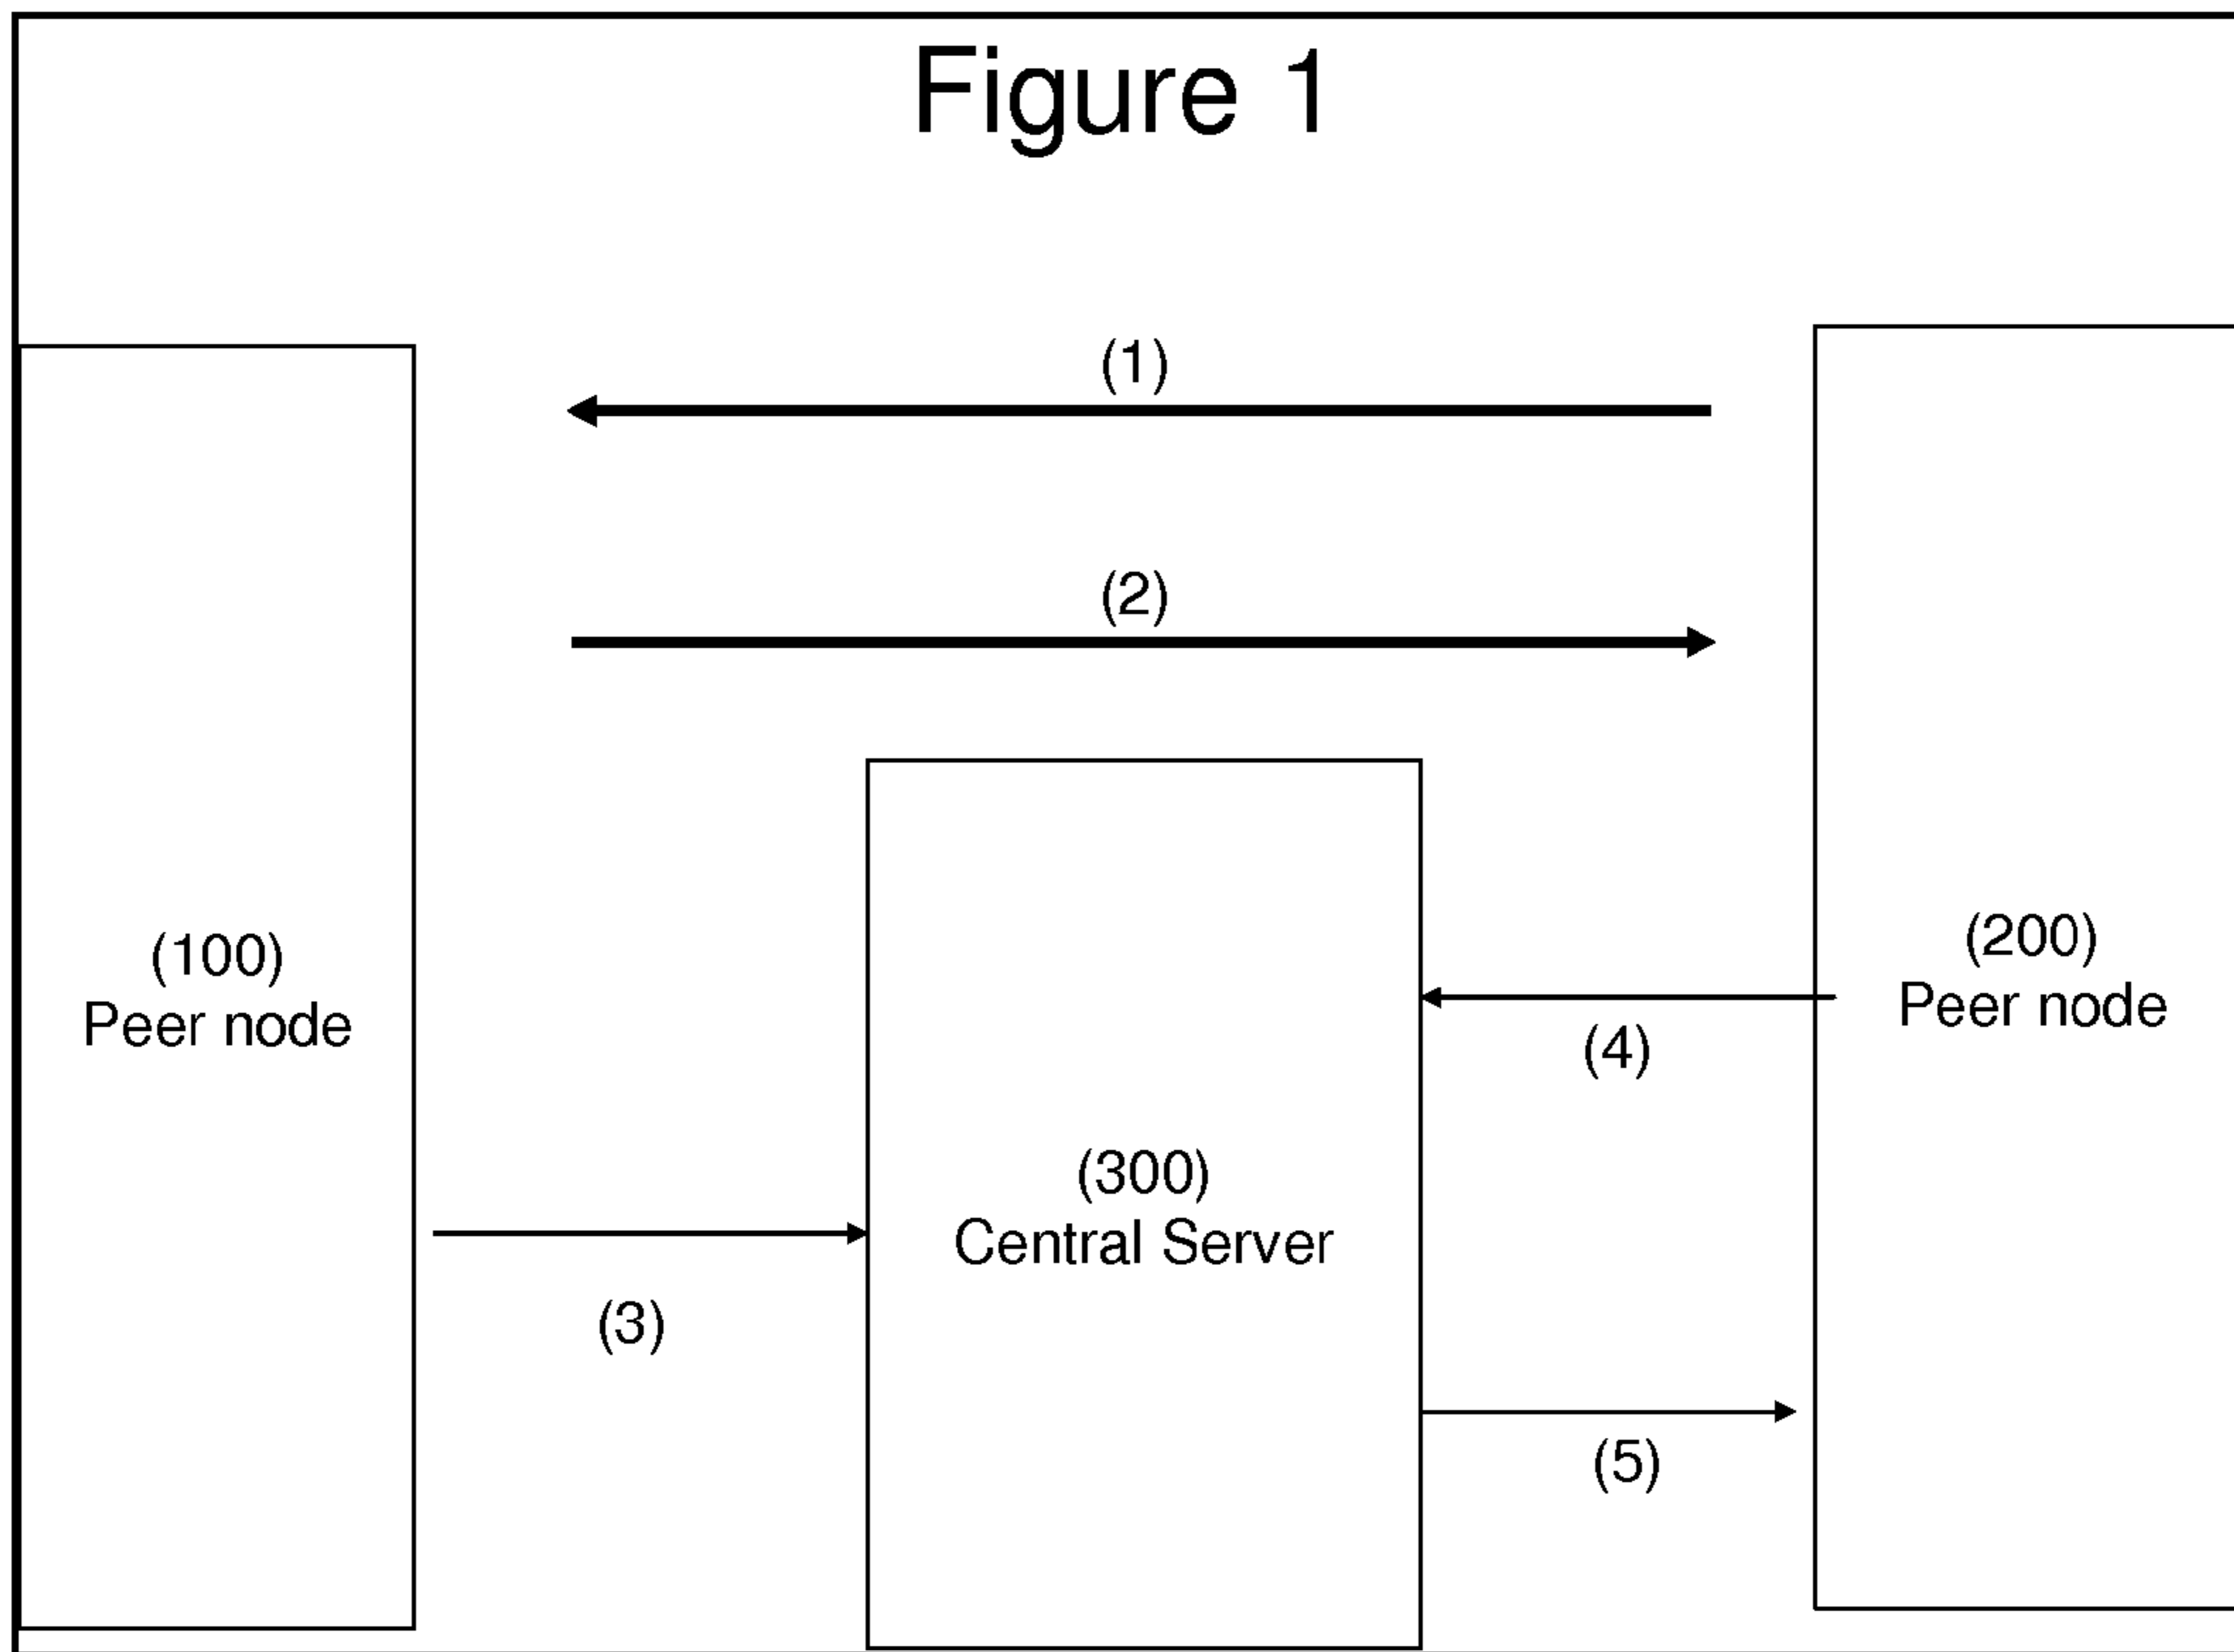 Figure 1
(1)
(2)
(100)
Peer node
(200)
Peer node
(4)
(300)
Central Server
(3)
(5)